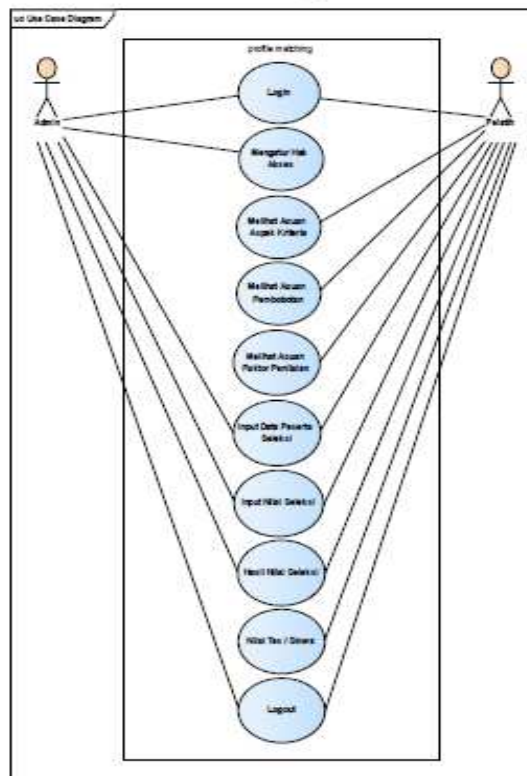 uc Use Case Diagram
profile matching
Login
Admin
Pelatih
Mengatur Hak
Akses
Melihat Acuan
Aspek Kriteria
Melihat Acuan
Pembobotan
Melihat Acuan
Faktor Penilaian
Input Data Peserta
Seleksi
Input Nilai Seleksi
Hasil Nilai Seleksi
Nilai Tes /
Logout